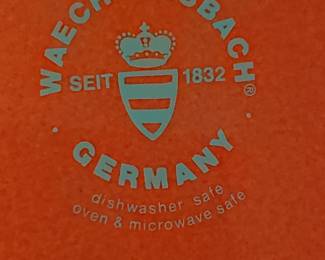 WAECH SBACH
SEIT 1832 ®
GERMANY
dishwasher safe
oven & microwave safe